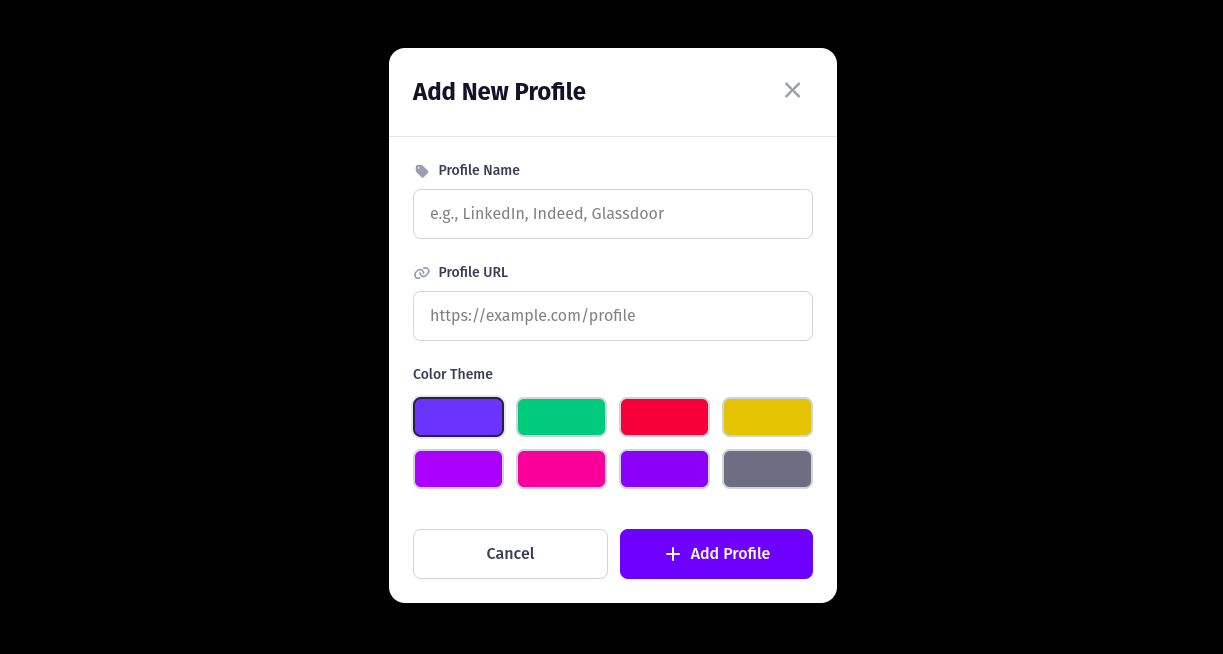 Add New Profile
Profile Name
e.g., LinkedIn, Indeed, Glassdoor
Profile URL
https://example.com/profile
Color Theme
Cancel
Add Profile